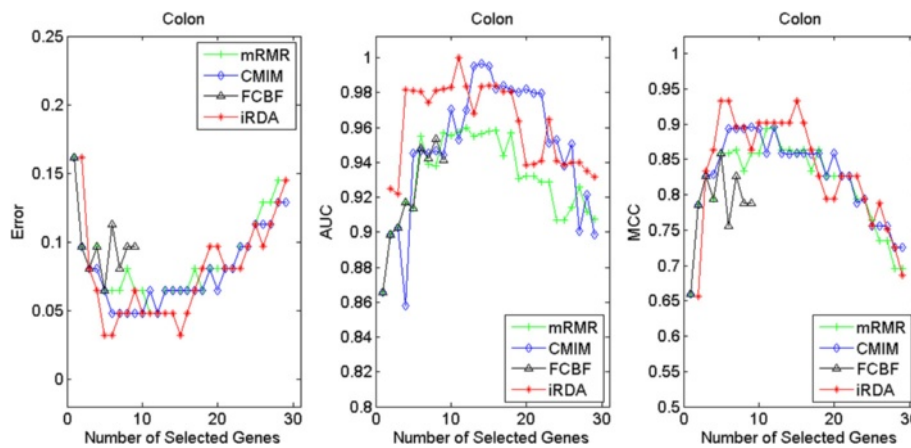 Colon
Error
0.25
0.2
0.15
0.1
0.05
0
0
10
20
30
Number of Selected Genes
mRMR
CMIM
FCBF
iRDA
Colon
AUC
1
0.98
0.96
0.94
0.92
0.9
0.88
0.86
0.84
0.82
0.8
0
10
20
30
Number of Selected Genes
mRMR
CMIM
FCBF
iRDA
Colon
MCC
1
0.95
0.9
0.85
0.8
0.75
0.7
0.65
0.6
0.55
0.5
0
10
20
30
Number of Selected Genes
mRMR
CMIM
FCBF
iRDA